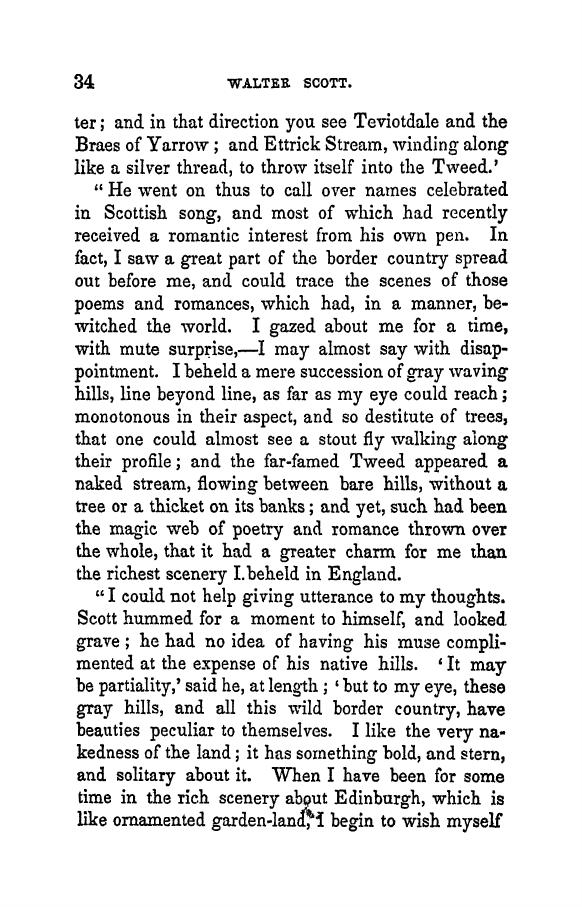 34 WALTER SCOTT.
ter; and in that direction you see Teviotdale and the
Braes of Yarrow; and Ettrick Stream, winding along
like a silver thread, to throw itself into the Tweed.'
"He went on thus to call over names celebrated
in Scottish song, and most of which had recently
received a romantic interest from his own pen. In
fact, I saw a great part of the border country spread
out before me, and could trace the scenes of those
poems and romances, which had, in a manner, be-
witched the world. I gazed about me for a time,
with mute surprise,—I may almost say with disap-
pointment. I beheld a mere succession of gray waving
hills, line beyond line, as far as my eye could reach;
monotonous in their aspect, and so destitute of trees,
that one could almost see a stout fly walking along
their profile; and the far-famed Tweed appeared a
naked stream, flowing between bare hills, without a
tree or a thicket on its banks; and yet, such had been
the magic web of poetry and romance thrown over
the whole, that it had a greater charm for me than
the richest scenery I beheld in England.
"I could not help giving utterance to my thoughts.
Scott hummed for a moment to himself, and looked
grave; he had no idea of having his muse compli-
mented at the expense of his native hills. 'It may
be partiality,' said he, at length; 'but to my eye, these
gray hills, and all this wild border country, have
beauties peculiar to themselves. I like the very na-
kedness of the land; it has something bold, and stern,
and solitary about it. When I have been for some
time in the rich scenery about Edinburgh, which is
like ornamented garden-land, I begin to wish myself